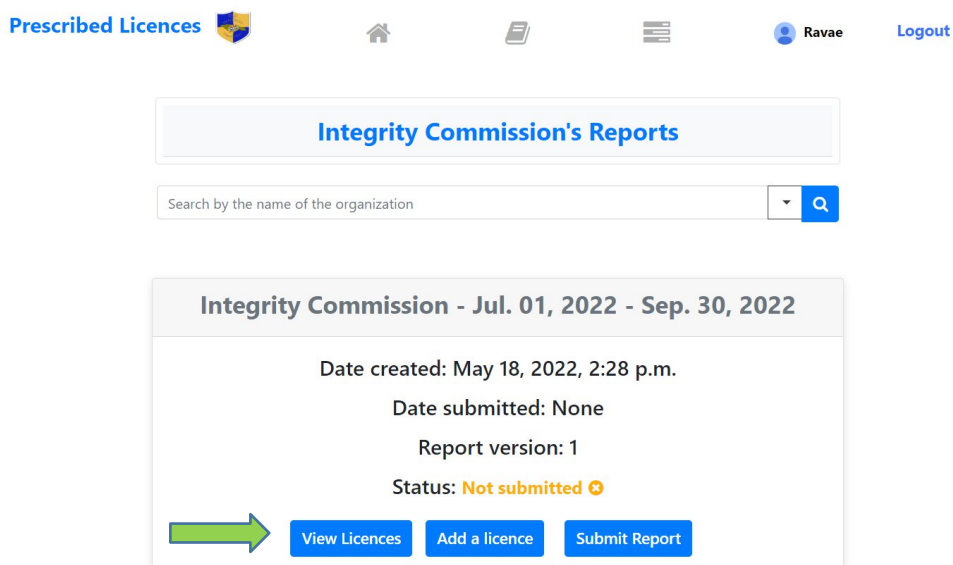 Prescribed Licences
Ravae
Logout
Integrity Commission's Reports
Search by the name of the organization
Integrity Commission - Jul. 01, 2022 - Sep. 30, 2022
Date created: May 18, 2022, 2:28 p.m.
Date submitted: None
Report version: 1
Status: Not submitted
View Licences Add a licence Submit Report